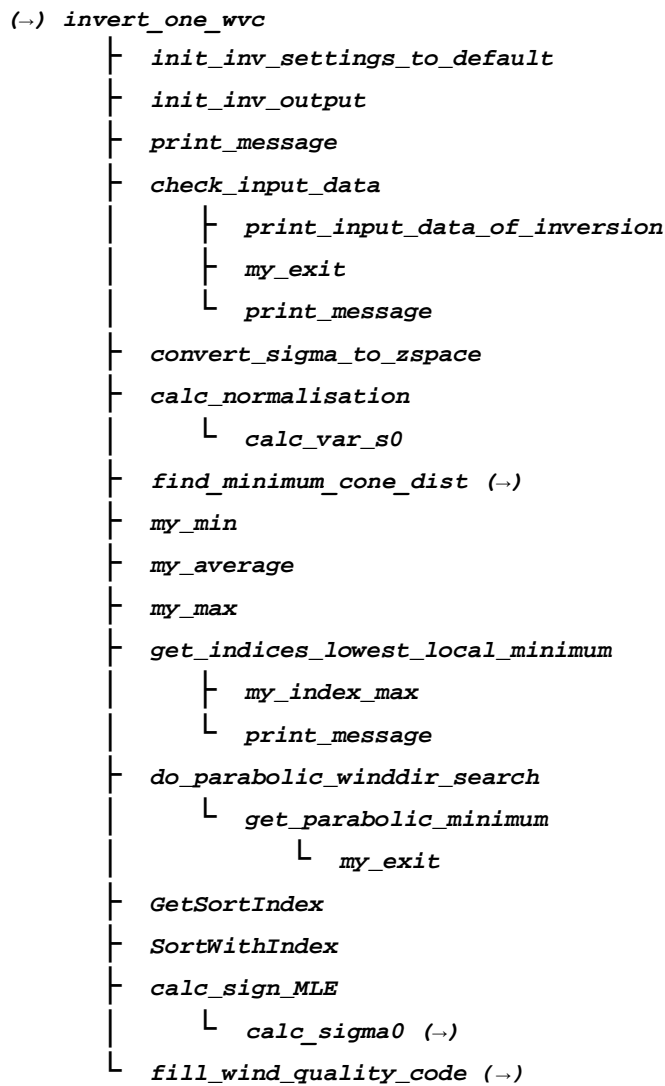 (→) invert_one_wvc
init_inv_settings_to_default
init_inv_output
print_message
check_input_data
print_input_data_of_inversion
my_exit
print_message
convert_sigma_to_zspace
calc_normalisation
calc_var_s0
find_minimum_cone_dist (→)
my_min
my_average
my_max
get_indices_lowest_local_minimum
my_index_max
print_message
do_parabolic_winddir_search
get_parabolic_minimum
my_exit
GetSortIndex
SortWithIndex
calc_sign_MLE
calc_sigma0 (→)
fill_wind_quality_code (→)